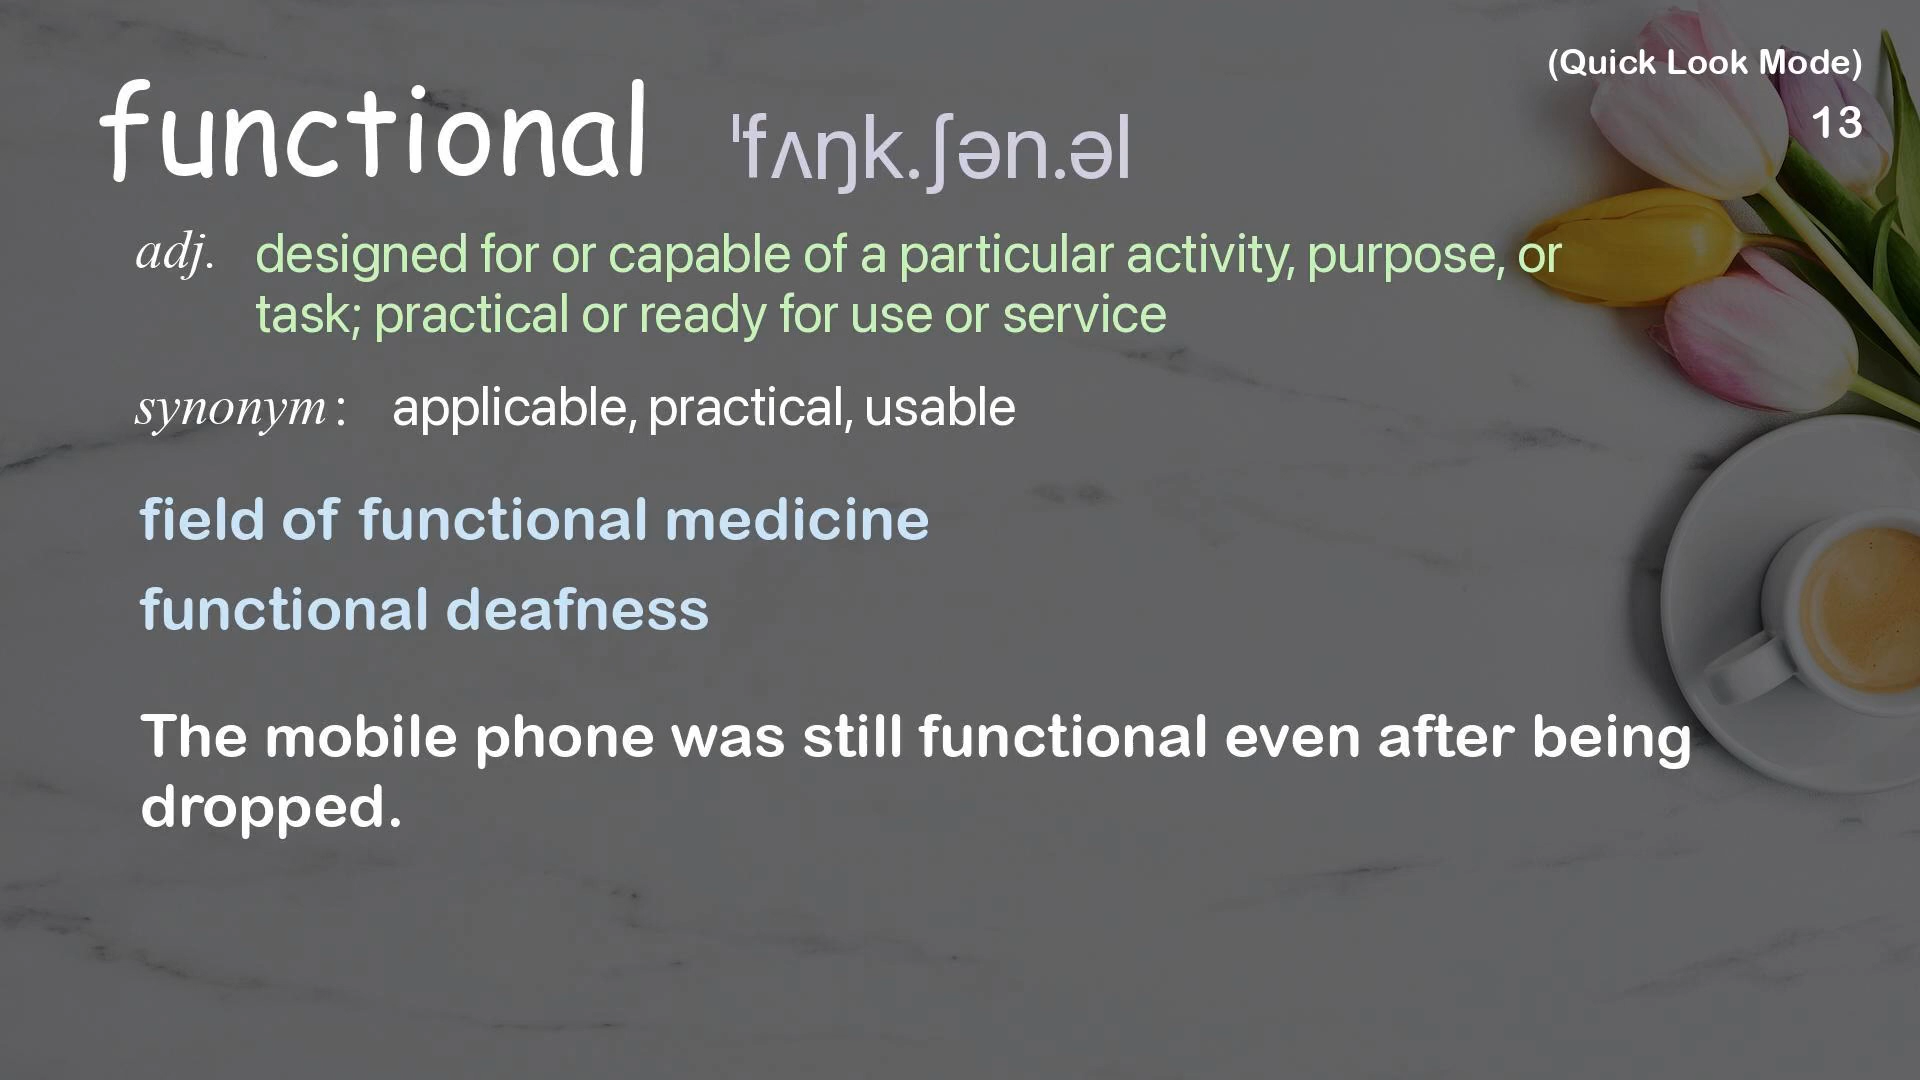 (Quick Look Mode)
13
functional ˈfʌŋk.ʃən.əl
adj. designed for or capable of a particular activity, purpose, or
task; practical or ready for use or service
synonym: applicable, practical, usable
field of functional medicine
functional deafness
The mobile phone was still functional even after being
dropped.